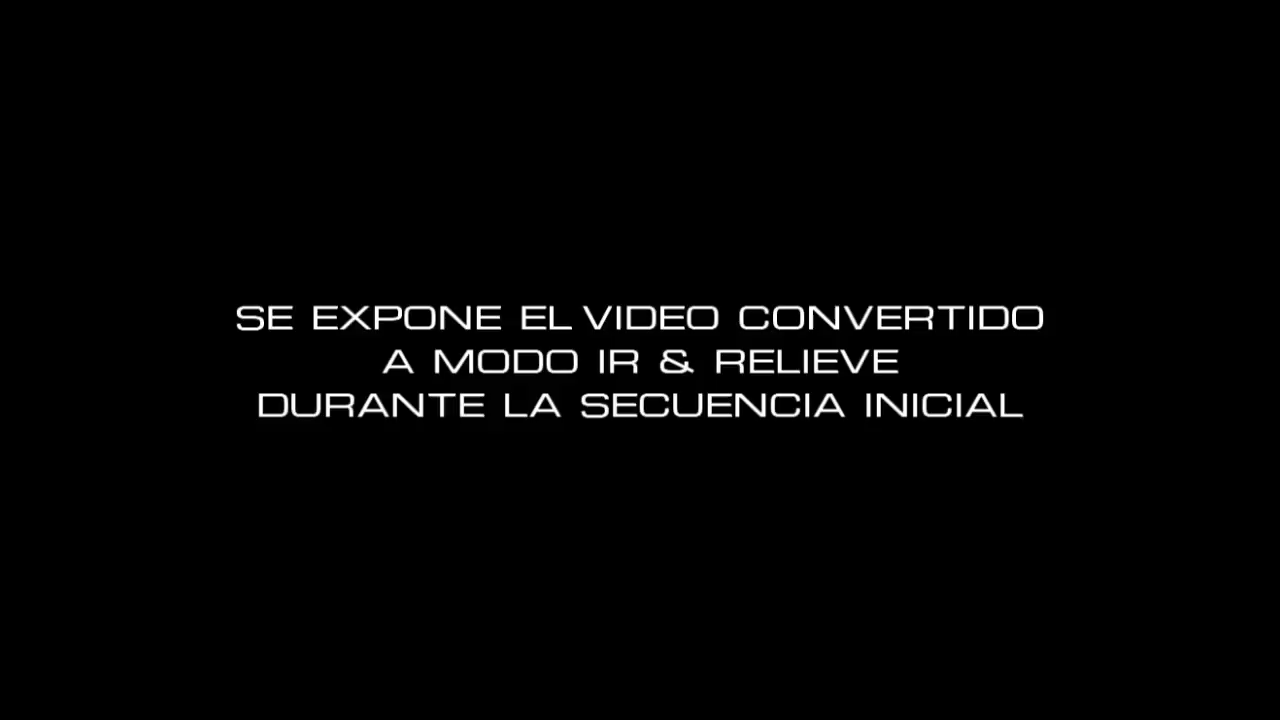 SE EXPONE EL VIDEO CONVERTIDO
A MODO IR & RELIEVE
DURANTE LA SECUENCIA INICIAL